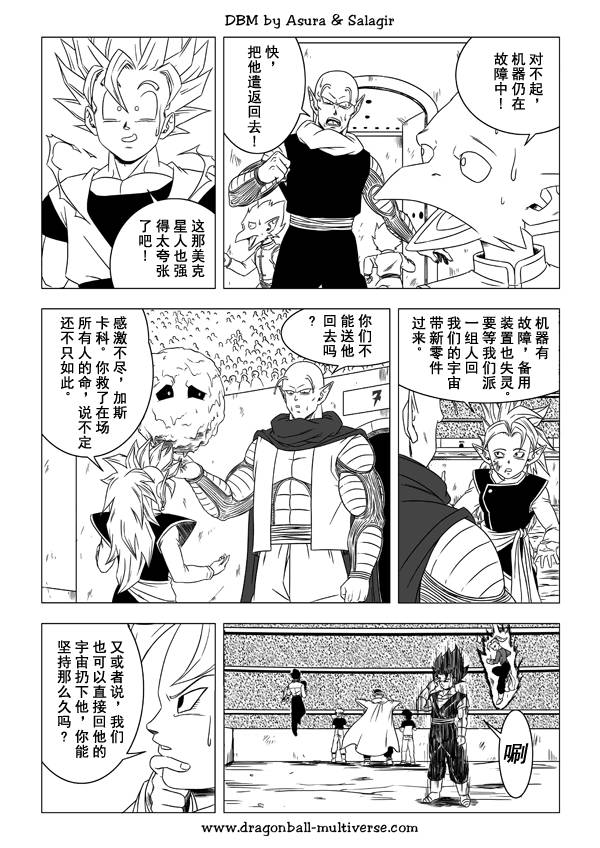 DBM by Asura & Salagir
对不起，
机器仍在
故障中！
快，
把他遣返回去！
这那美克
星人也强
得太夸张
了吧！
机器有
故障，备用
装置也失灵。
要等我们派
一组人回
我们的宇宙
带新零件
过来。
你们不
能送他
回去吗
？
7
感激不尽，加斯
卡科。你救了在场
所有人的命，说不定
还不只如此。
唰
又或者说，我们
也可以直接回他的
宇宙扔下他，你能
坚持那么久吗？
www.dragonball-multiverse.com